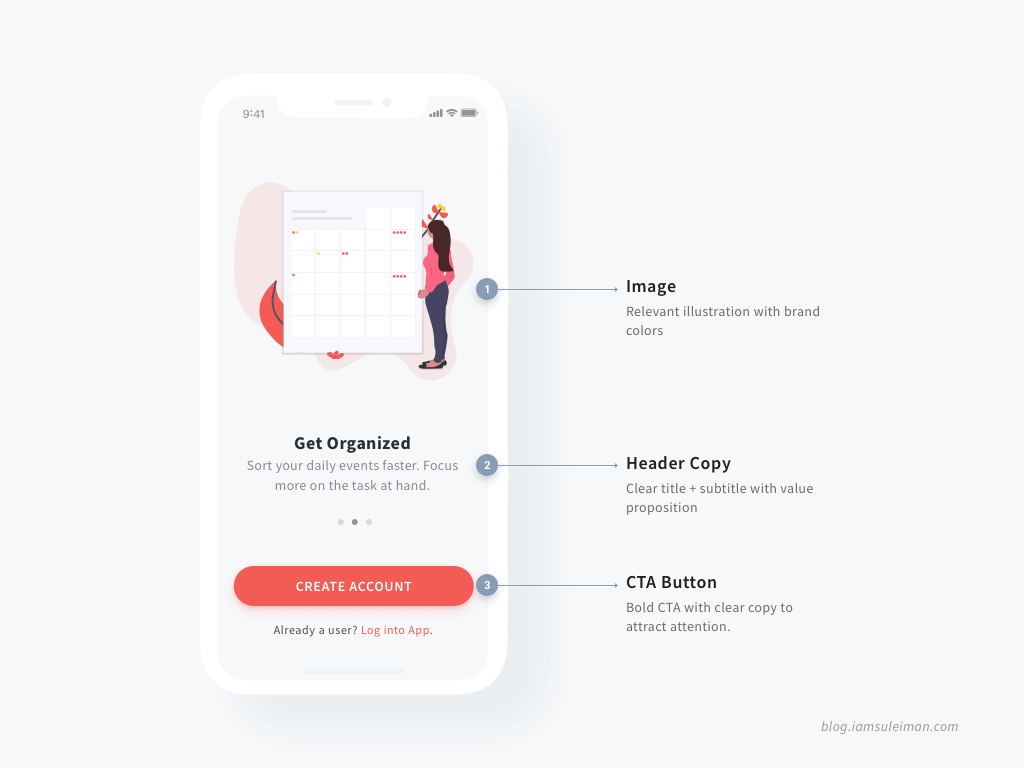 9:41
1
Image
Relevant illustration with brand
colors
Get Organized
Sort your daily events faster. Focus
more on the task at hand.
2
Header Copy
Clear title + subtitle with value
proposition
CREATE ACCOUNT
3
CTA Button
Bold CTA with clear copy to
attract attention.
Already a user? Log into App.
blog.iamsuleiman.com